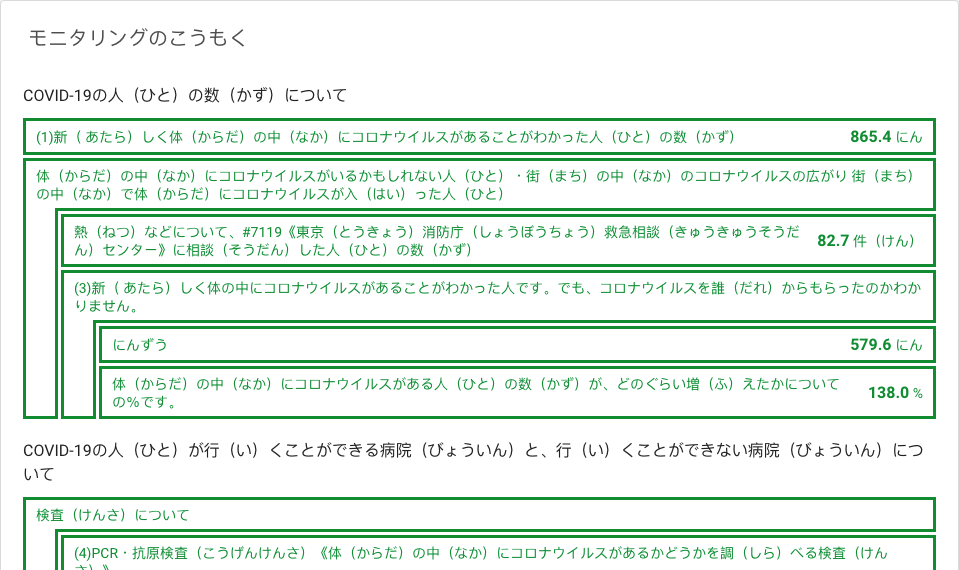 モニタリングのこうもく
COVID-19の人（ひと）の数（かず）について
(1)新（ あたら）しく体（からだ）の中（なか）にコロナウイルスがあることがわかった人（ひと）の数（かず） 865.4 にん
体（からだ）の中（なか）にコロナウイルスがいるかもしれない人（ひと）・街（まち）の中（なか）のコロナウイルスの広がり 街（まち）
の中（なか）で体（からだ）にコロナウイルスが入（はい）った人（ひと）
熱（ねつ）などについて、#7119《東京（とうきょう）消防庁（しょうぼうちょう）救急相談（きゅうきゅうそうだ
ん）センター》に相談（そうだん）した人（ひと）の数（かず） 82.7 件（けん）
(3)新（ あたら）しく体の中にコロナウイルスがあることがわかった人です。でも、コロナウイルスを誰（だれ）からもらったのかわか
りません。
にんずう 579.6 にん
体（からだ）の中（なか）にコロナウイルスがある人（ひと）の数（かず）が、どのぐらい増（ふ）えたかについて
の％です。 138.0 %
COVID-19の人（ひと）が行（い）くことができる病院（びょういん）と、行（い）くことができない病院（びょういん）につ
いて
検査（けんさ）について
(4)PCR・抗原検査（こうげんけんさ）《体（からだ）の中（なか）にコロナウイルスがあるかどうかを調（しら）べる検査（けん
さ）》